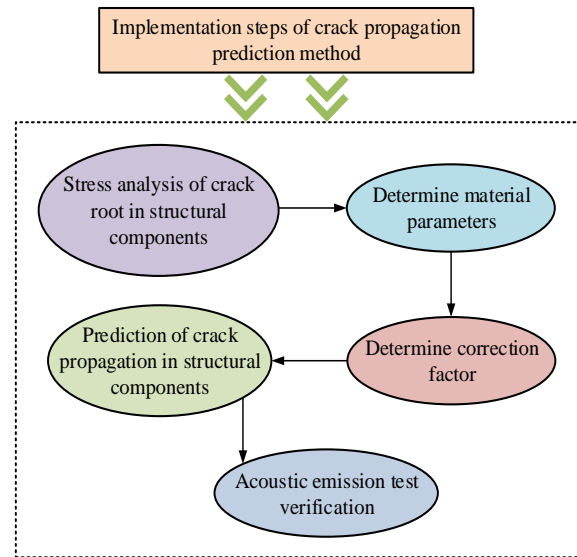 Implementation steps of crack propagation
prediction method
Stress analysis of crack
root in structural
components
Determine material
parameters
Determine correction
factor
Prediction of crack
propagation in structural
components
Acoustic emission test
verification